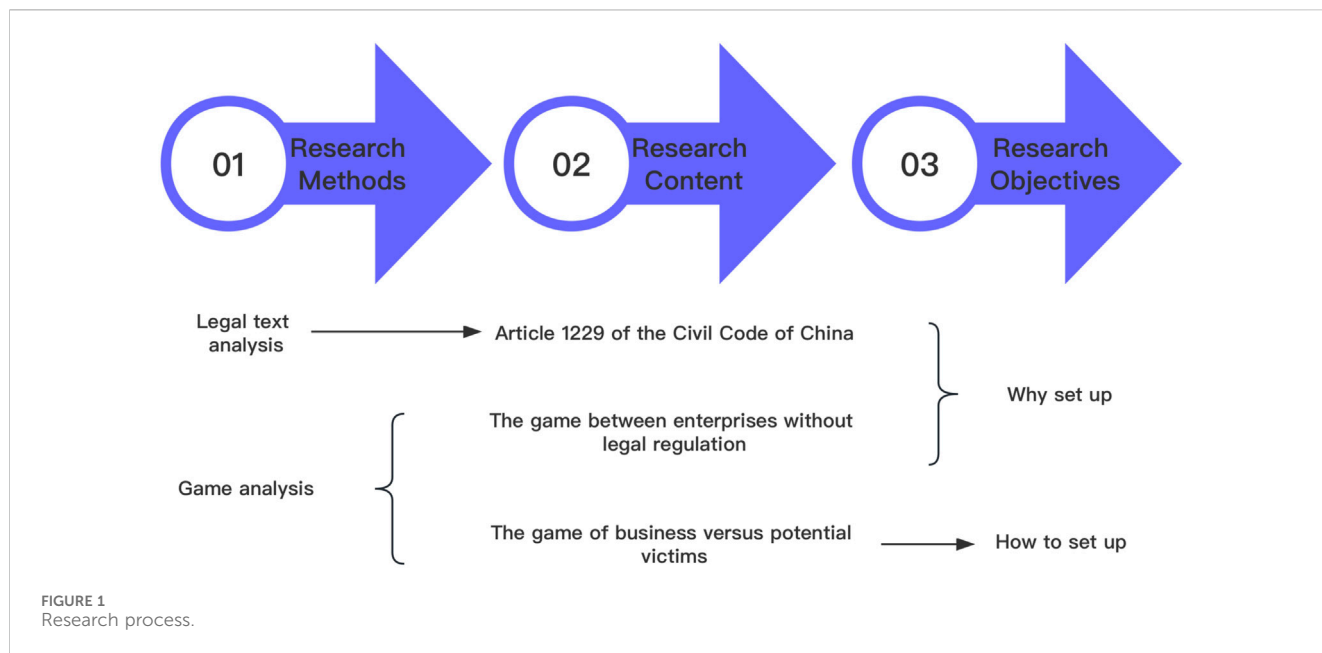 01
Research
Methods
02
Research
Content
03
Research
Objectives
Legal text
analysis
Article 1229 of the Civil Code of China
Why set up
The game between enterprises without
legal regulation
Game analysis
The game of business versus potential
victims
How to set up
FIGURE 1
Research process.